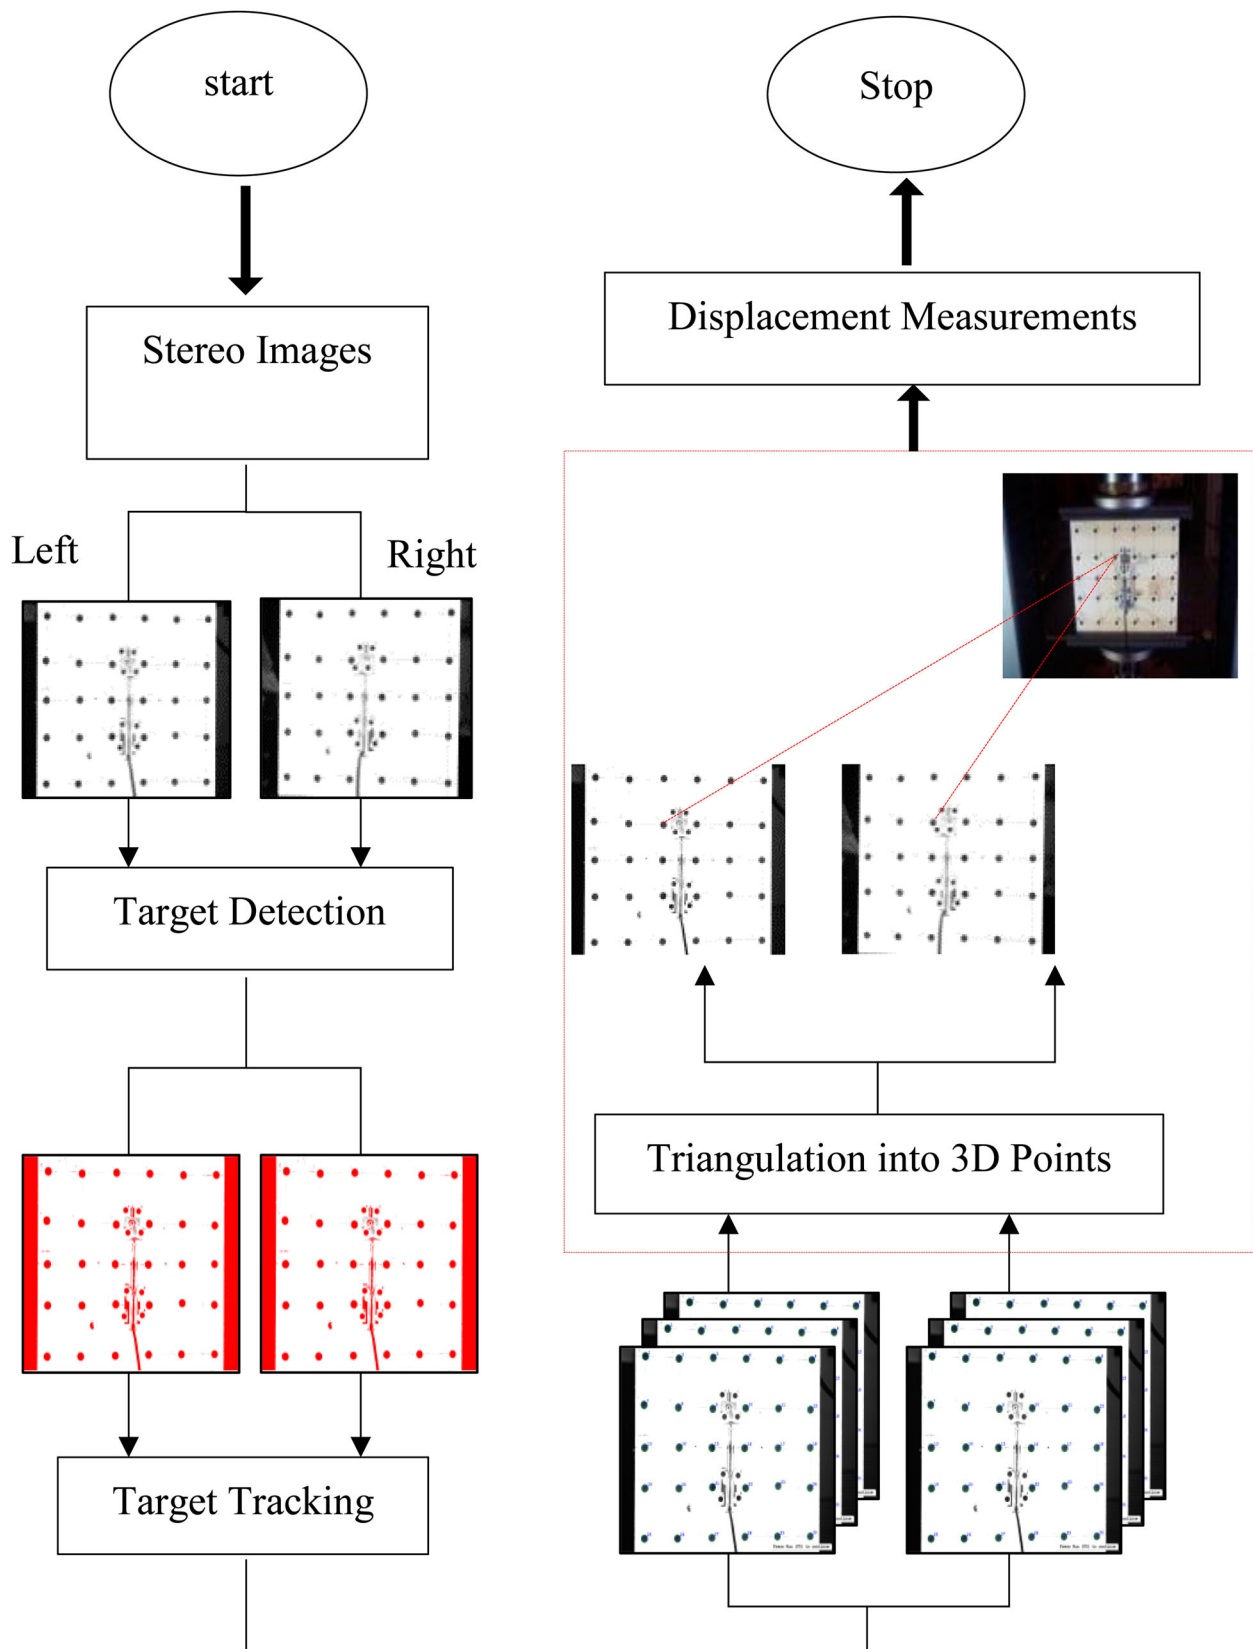 start
Stereo Images
Left
Right
Target Detection
Target Tracking
Stop
Displacement Measurements
Triangulation into 3D Points